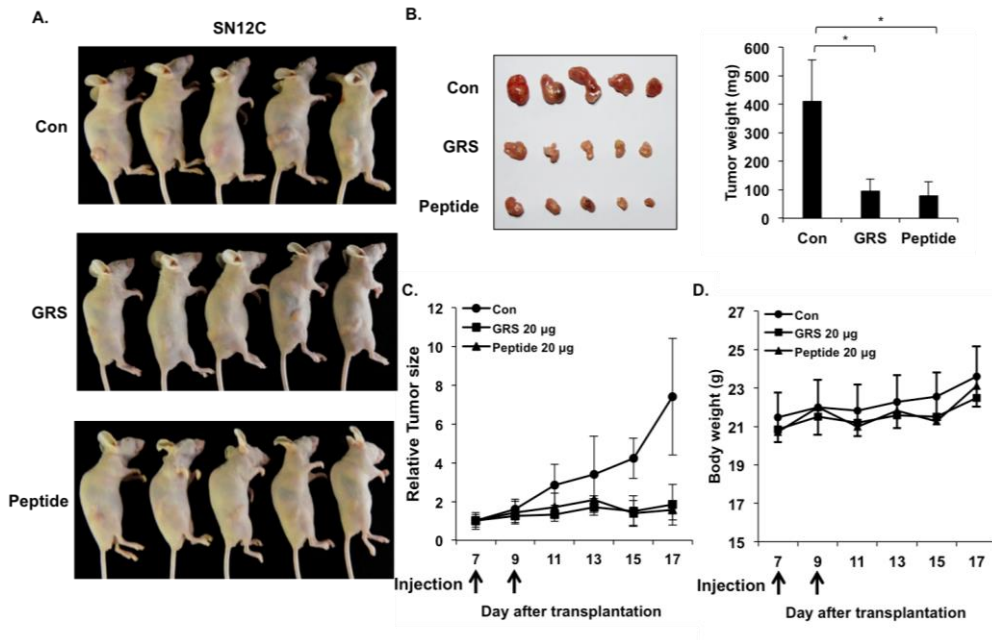 A.
SN12C
Con
GRS
Peptide
B.
Con
GRS
Peptide
*
*
Tumor weight (mg)
600
500
400
300
200
100
0
Con GRS Peptide
C.
Relative Tumor size
12
10
8
6
4
2
0
Con
GRS 20 µg
Peptide 20 µg
7 9 11 13 15 17
Injection
Day after transplantation
D.
Body weight (g)
27
25
23
21
19
17
15
Con
GRS 20 µg
Peptide 20 µg
7 9 11 13 15 17
Injection
Day after transplantation